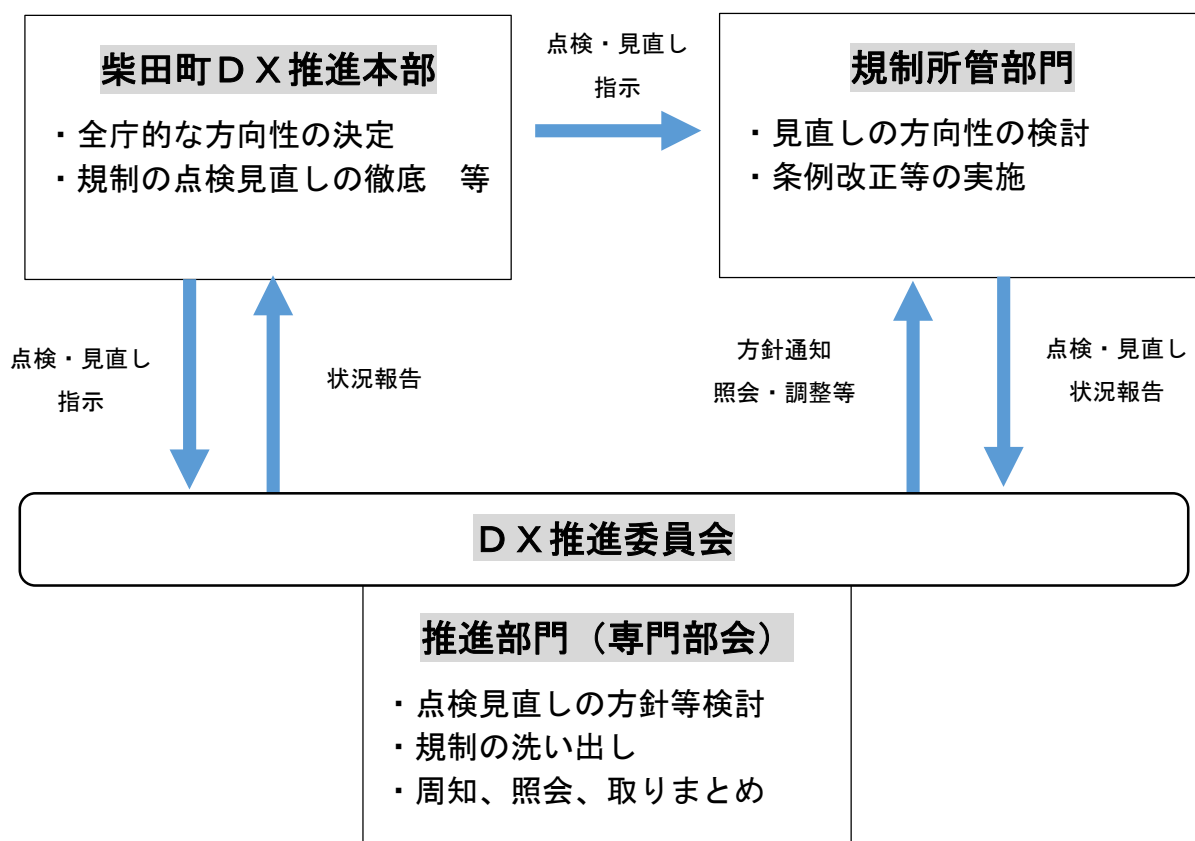 柴田町ＤＸ推進本部
・全庁的な方向性の決定
・規制の点検見直しの徹底　等
点検・見直し
指示
規制所管部門
・見直しの方向性の検討
・条例改正等の実施
点検・見直し
指示
状況報告
方針通知
照会・調整等
点検・見直し
状況報告
ＤＸ推進委員会
推進部門（専門部会）
・点検見直しの方針等検討
・規制の洗い出し
・周知、照会、取りまとめ